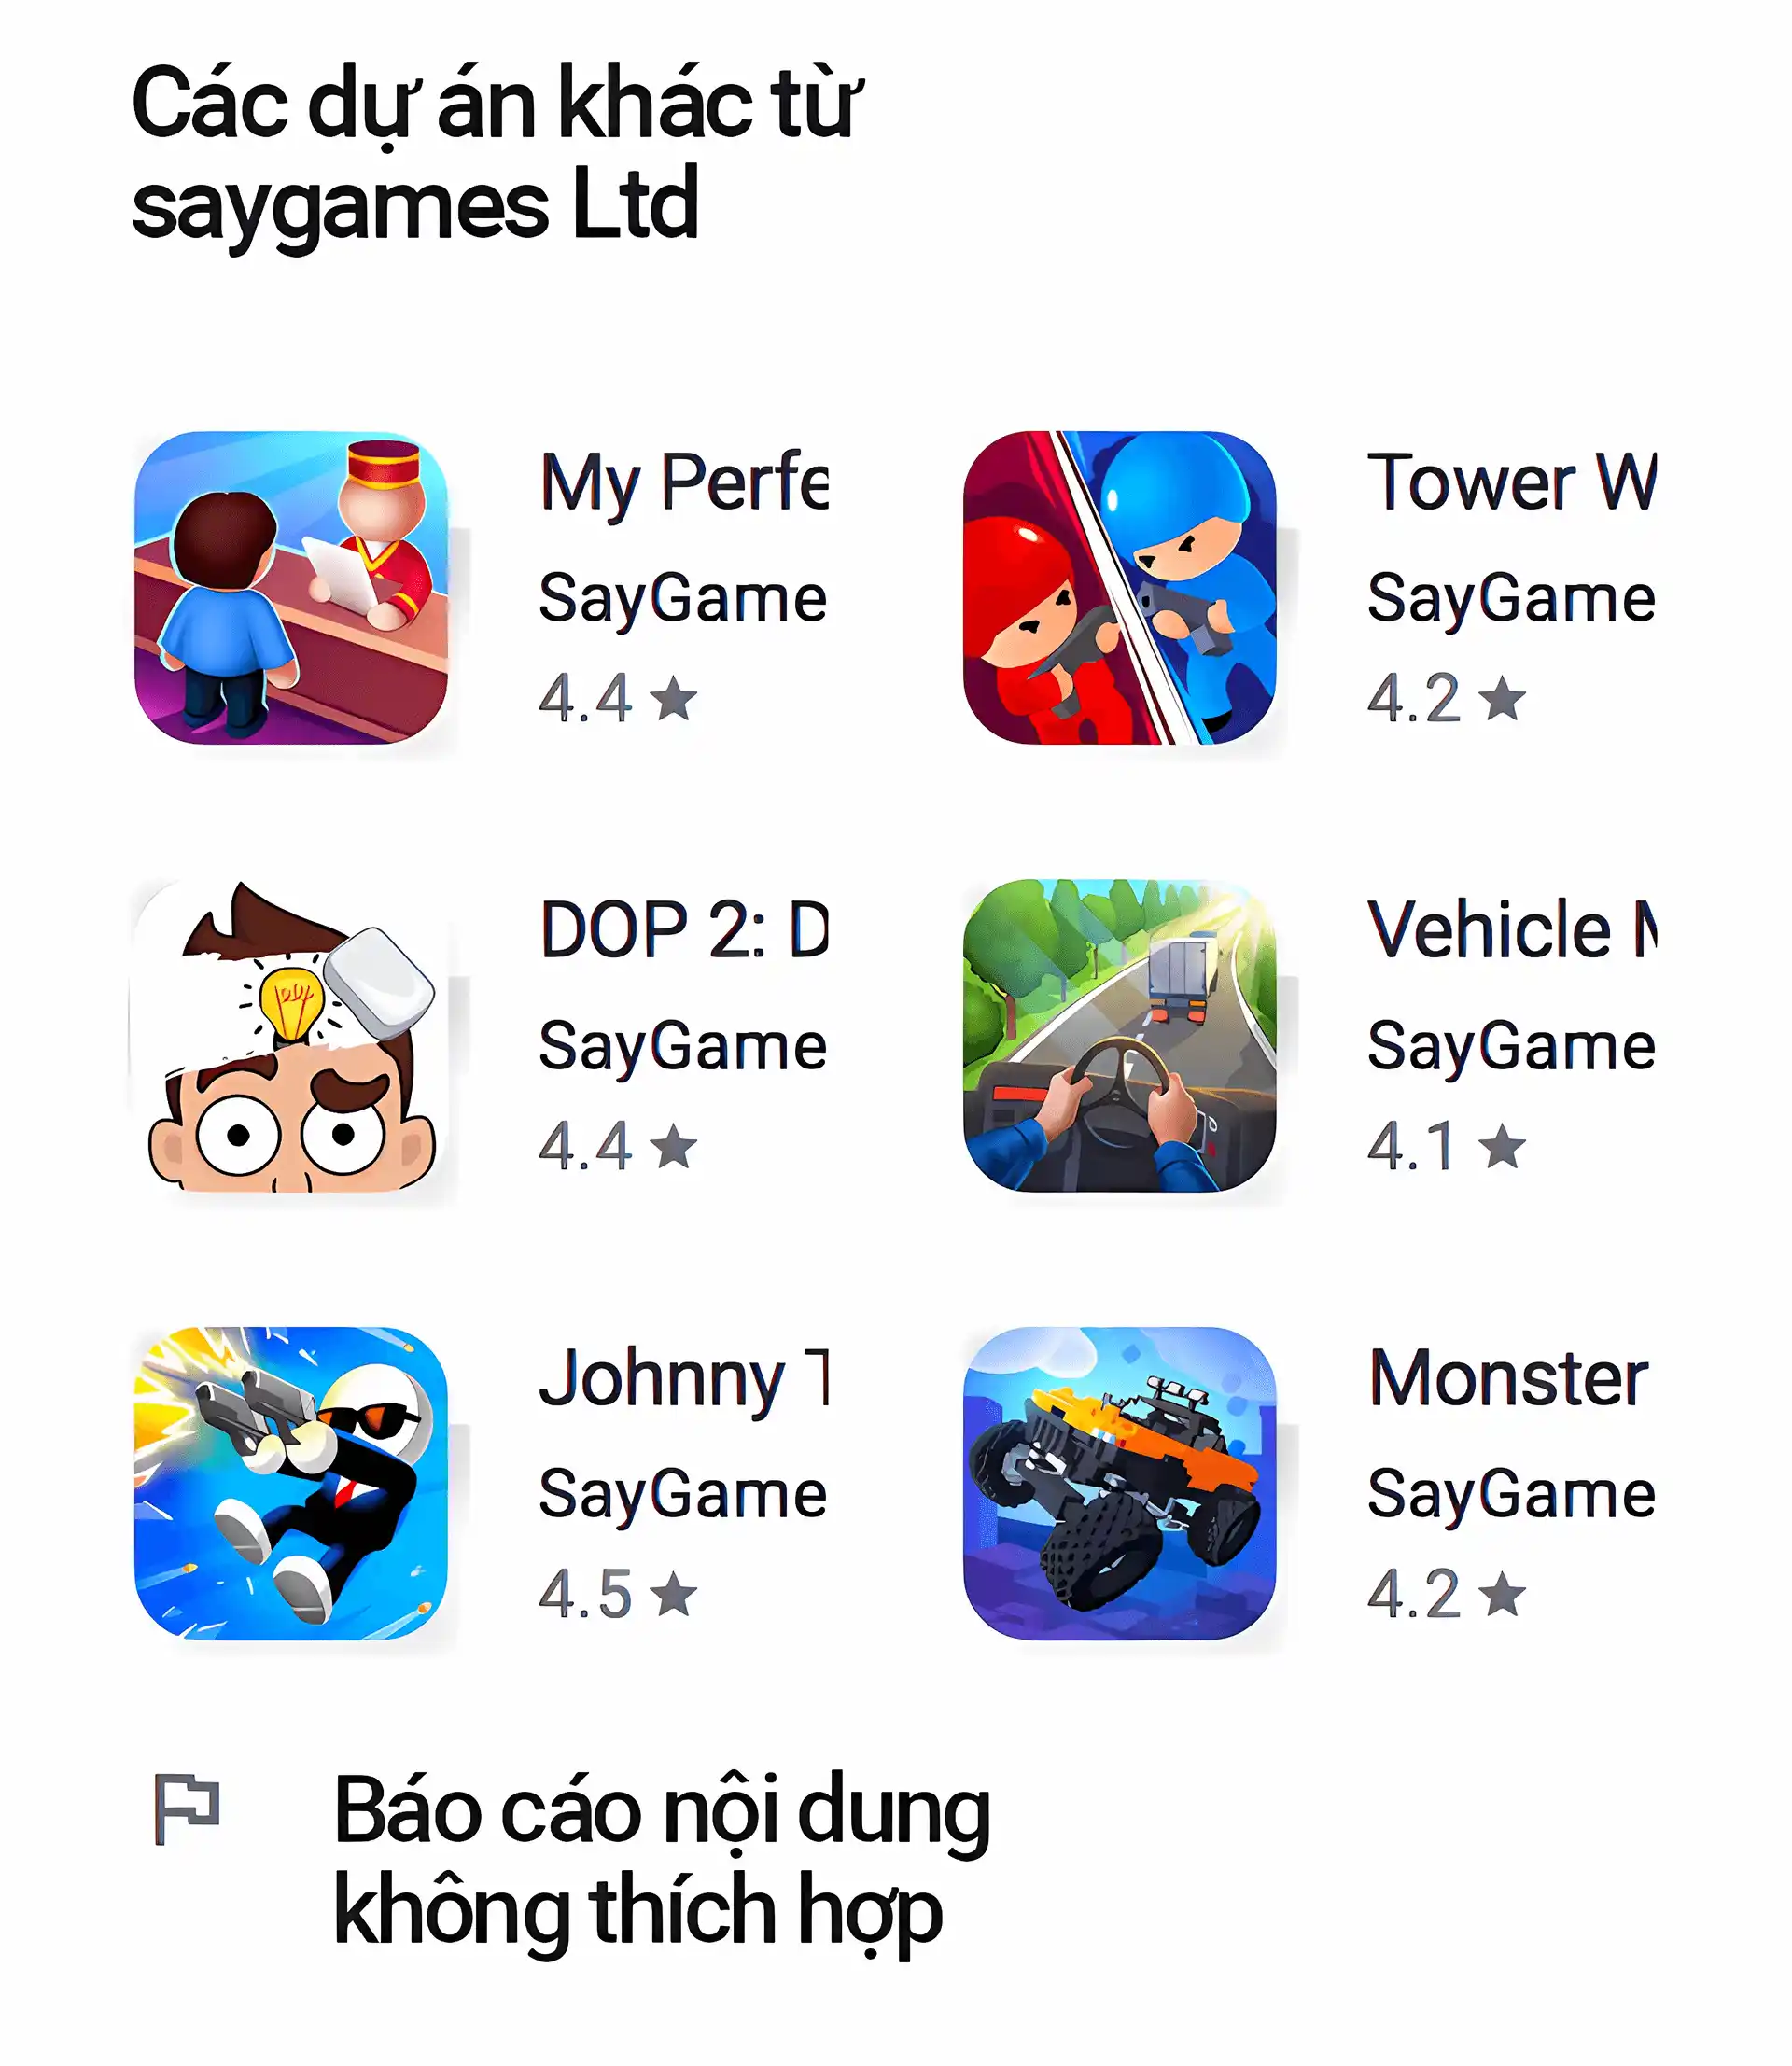 Các dự án khác từ
saygames Ltd
My Perfe
SayGame
4.4 ★
Tower W
SayGame
4.2 ★
DOP 2: D
SayGame
4.4 ★
Vehicle M
SayGame
4.1 ★
Johnny T
SayGame
4.5 ★
Monster
SayGame
4.2 ★
Báo cáo nội dung
không thích hợp